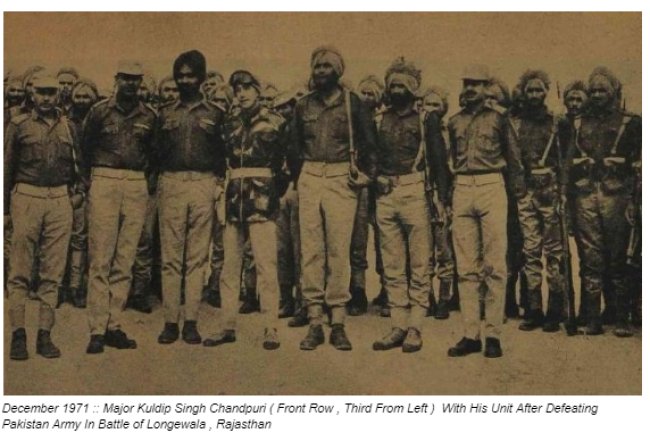 December 1971 :: Major Kuldip Singh Chandpuri ( Front Row , Third From Left ) With His Unit After Defeating
Pakistan Army In Battle of Longewala , Rajasthan